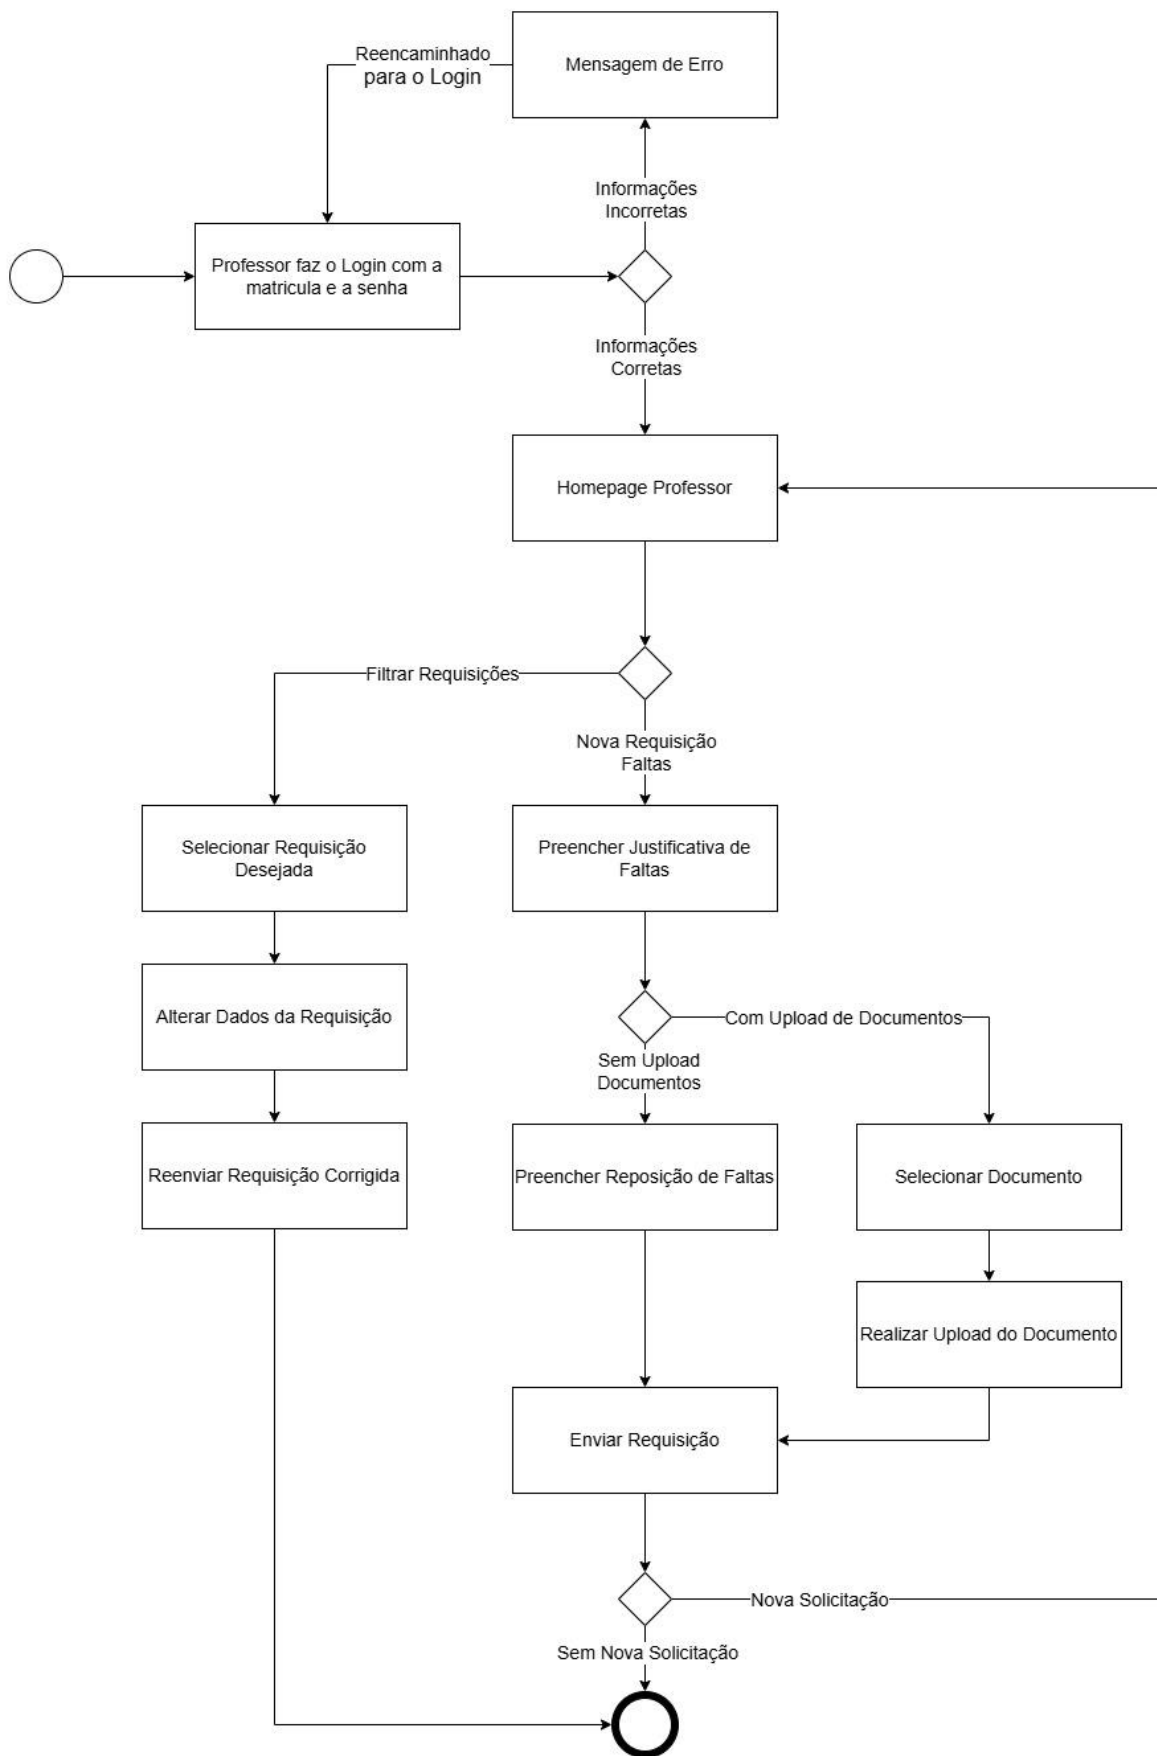 Reencaminhado
para o Login
Mensagem de Erro
Informações
Incorretas
Professor faz o Login com a
matricula e a senha
Informações
Corretas
Homepage Professor
Filtrar Requisições
Nova Requisição
Faltas
Selecionar Requisição
Desejada
Preencher Justificativa de
Faltas
Alterar Dados da Requisição
Com Upload de Documentos
Sem Upload
Documentos
Reenviar Requisição Corrigida
Preencher Reposição de Faltas
Selecionar Documento
Realizar Upload do Documento
Enviar Requisição
Nova Solicitação
Sem Nova Solicitação